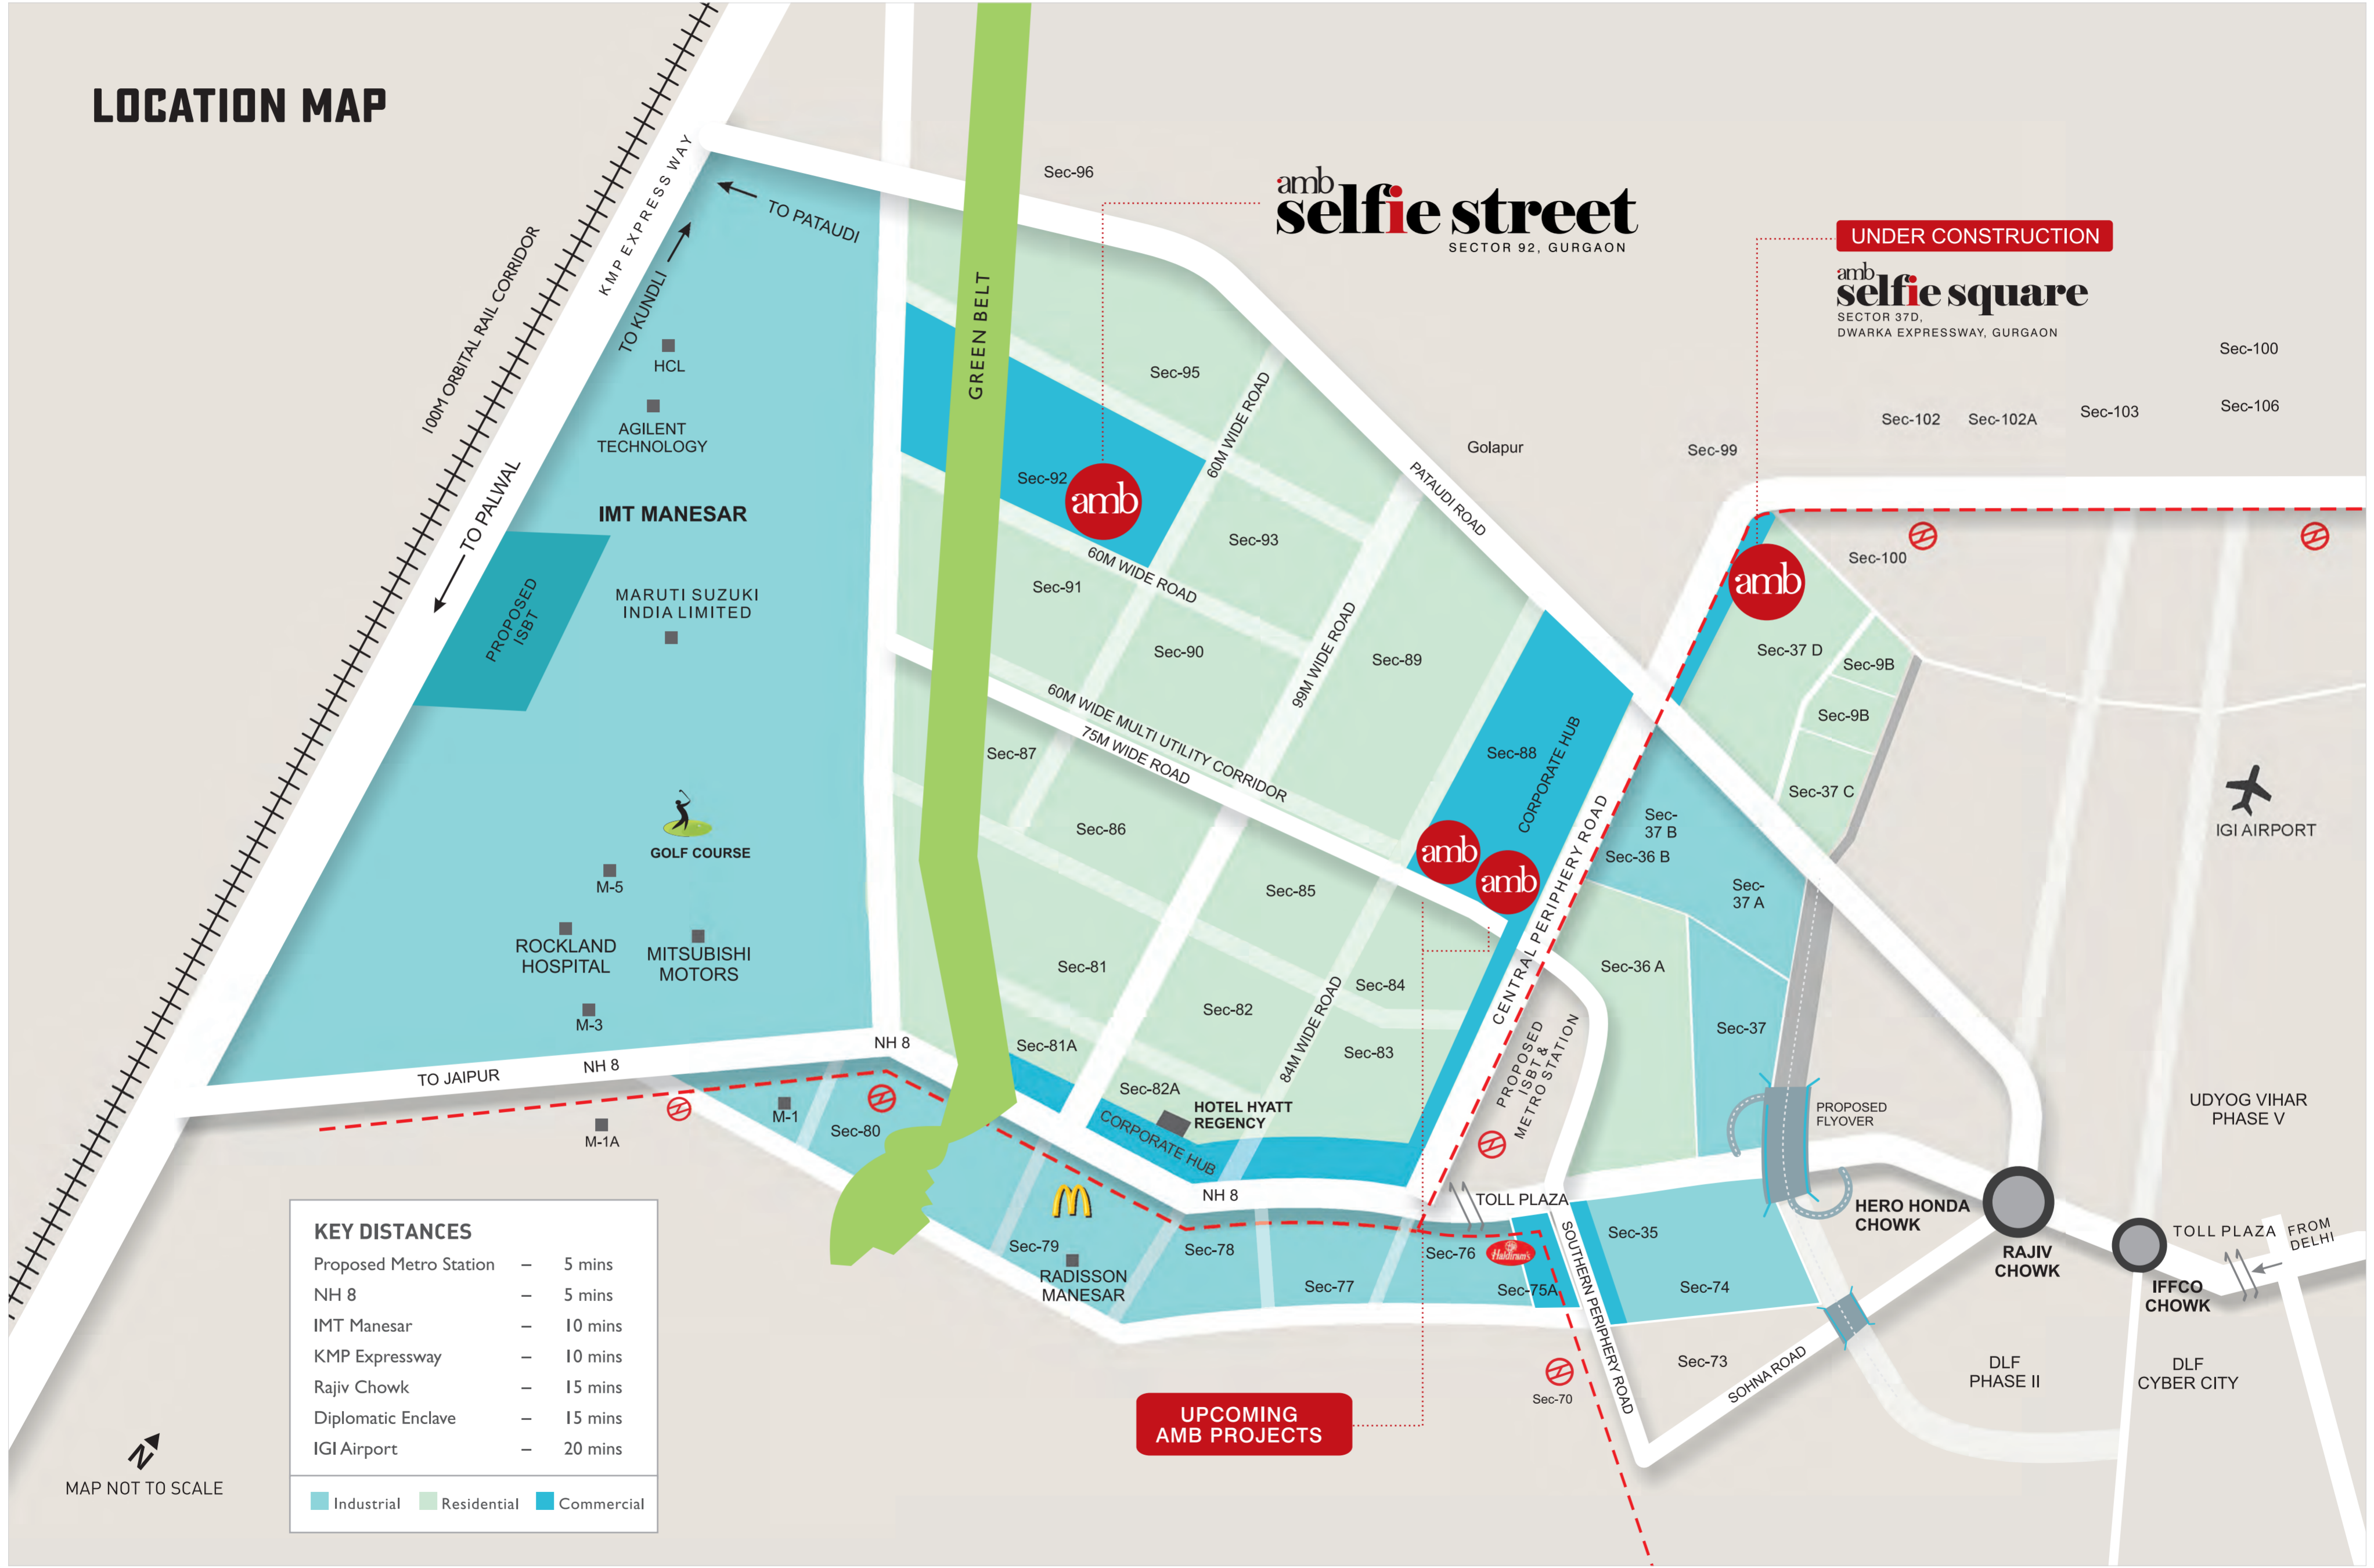 LOCATION MAP
100M ORBITAL RAIL CORRIDOR
KMP EXPRESS WAY
TO PATAUDI
TO KUNDLI
TO PALWAL
HCL
AGILENT
TECHNOLOGY
IMT MANESAR
PROPOSED
ISBT
MARUTI SUZUKI
INDIA LIMITED
GOLF COURSE
M-5
ROCKLAND
HOSPITAL
MITSUBISHI
MOTORS
M-3
TO JAIPUR
NH 8
NH 8
M-1A
M-1
Sec-80
GREEN BELT
Sec-96
amb
selfie street
SECTOR 92, GURGAON
UNDER CONSTRUCTION
amb
selfie square
SECTOR 37D,
DWARKA EXPRESSWAY, GURGAON
Sec-100
Sec-106
Sec-103
Sec-102A
Sec-102
Sec-99
Golapur
Sec-95
60M WIDE ROAD
PATAUDI ROAD
Sec-92
amb
Sec-93
60M WIDE ROAD
Sec-91
Sec-90
99M WIDE ROAD
Sec-89
60M WIDE MULTI UTILITY CORRIDOR
75M WIDE ROAD
Sec-87
Sec-88
CORPORATE HUB
amb
amb
Sec-86
Sec-85
Sec-81
Sec-84
Sec-82
84M WIDE ROAD
Sec-83
Sec-81A
Sec-82A
HOTEL HYATT
REGENCY
CORPORATE HUB
NH 8
CENTRAL PERIPHERY ROAD
PROPOSED
ISBT &
METRO STATION
amb
Sec-100
Sec-37 D
Sec-9B
Sec-9B
Sec-37 C
Sec-
37 B
Sec-36 B
Sec-
37 A
Sec-36 A
Sec-37
IGI AIRPORT
UDYOG VIHAR
PHASE V
PROPOSED
FLYOVER
HERO HONDA
CHOWK
RAJIV
CHOWK
IFFCO
CHOWK
TOLL PLAZA
FROM
DELHI
TOLL PLAZA
Sec-79
RADISSON
MANESAR
Sec-78
Sec-77
Sec-76
Haldiram's
Sec-75A
Sec-35
Sec-74
Sec-73
Sec-70
SOUTHERN PERIPHERY ROAD
SOHNA ROAD
DLF
PHASE II
DLF
CYBER CITY
UPCOMING
AMB PROJECTS
KEY DISTANCES
Proposed Metro Station – 5 mins
NH 8 – 5 mins
IMT Manesar – 10 mins
KMP Expressway – 10 mins
Rajiv Chowk – 15 mins
Diplomatic Enclave – 15 mins
IGI Airport – 20 mins
Industrial Residential Commercial
N
MAP NOT TO SCALE